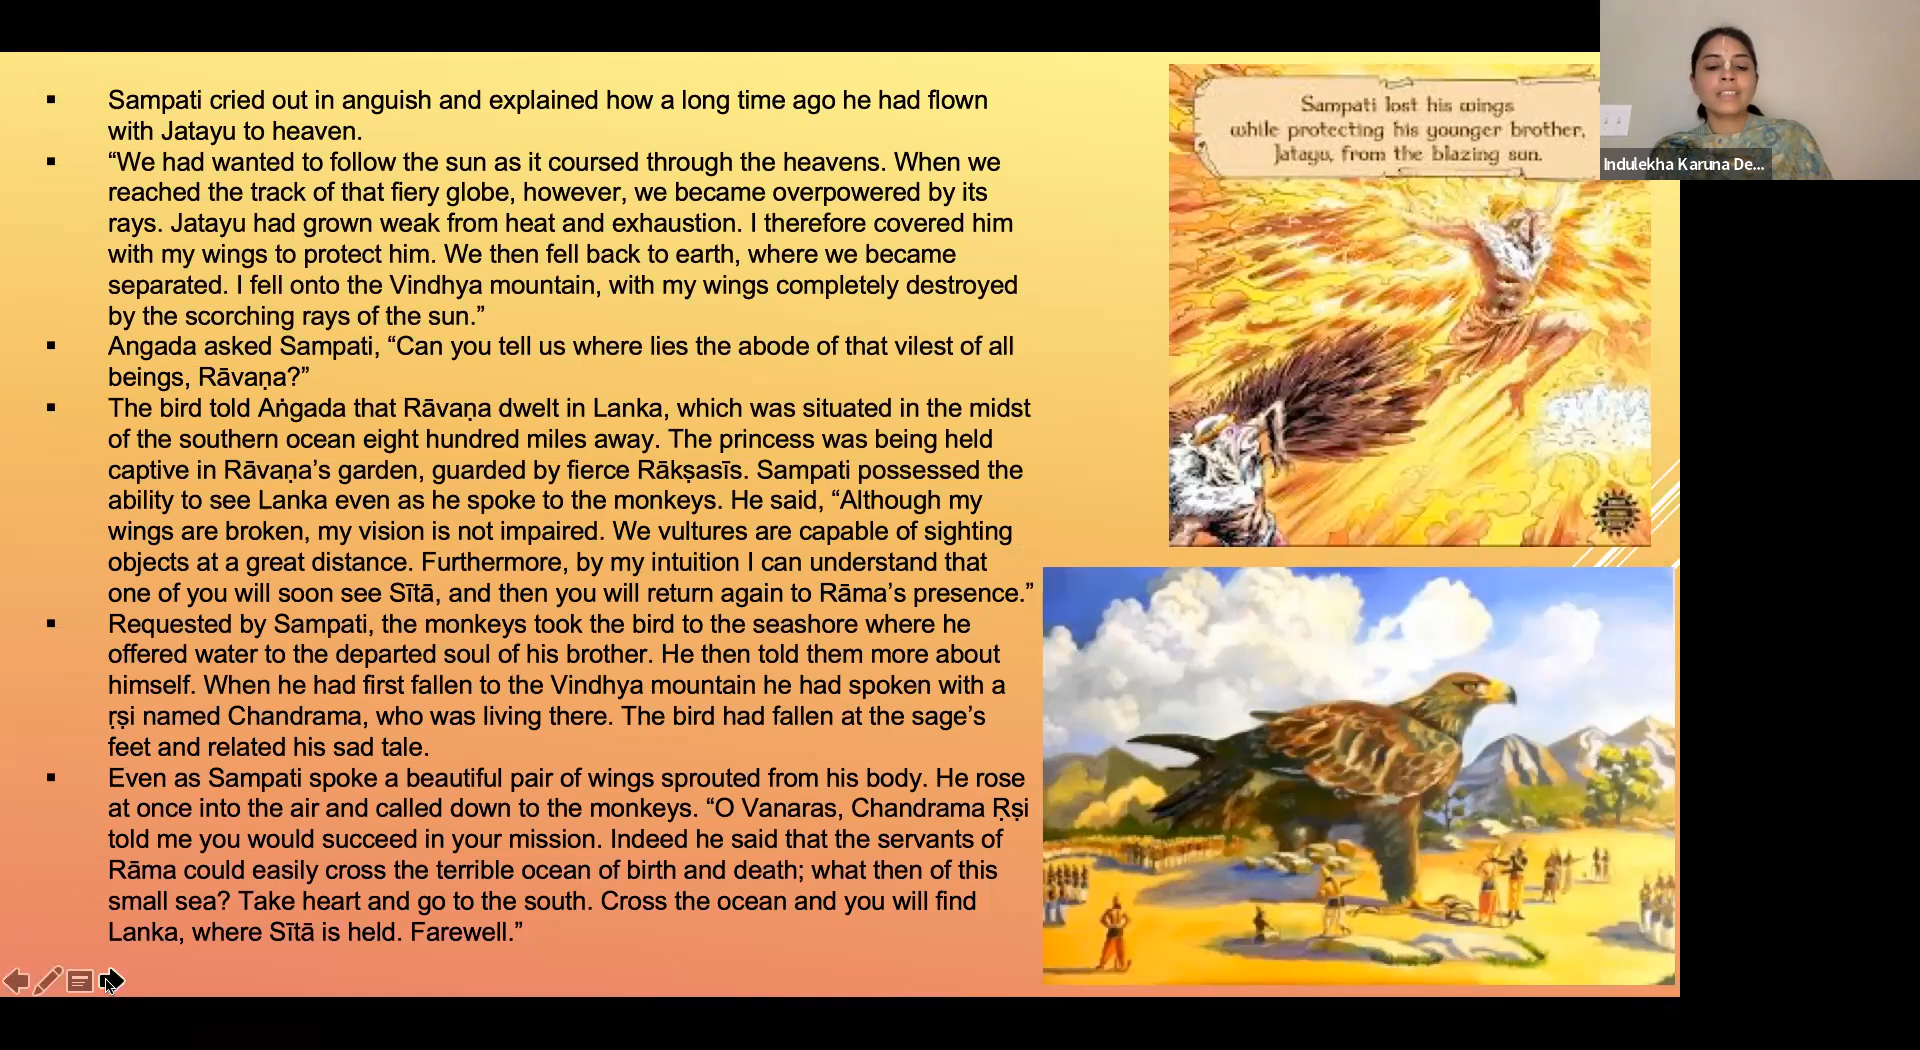 ▪ Sampati cried out in anguish and explained how a long time ago he had flown
with Jatayu to heaven.
▪ “We had wanted to follow the sun as it coursed through the heavens. When we
reached the track of that fiery globe, however, we became overpowered by its
rays. Jatayu had grown weak from heat and exhaustion. I therefore covered him
with my wings to protect him. We then fell back to earth, where we became
separated. I fell onto the Vindhya mountain, with my wings completely destroyed
by the scorching rays of the sun.”
▪ Angada asked Sampati, “Can you tell us where lies the abode of that vilest of all
beings, Rāvaṇa?”
▪ The bird told Aṅgada that Rāvaṇa dwelt in Lanka, which was situated in the midst
of the southern ocean eight hundred miles away. The princess was being held
captive in Rāvaṇa’s garden, guarded by fierce Rākṣasīs. Sampati possessed the
ability to see Lanka even as he spoke to the monkeys. He said, “Although my
wings are broken, my vision is not impaired. We vultures are capable of sighting
objects at a great distance. Furthermore, by my intuition I can understand that
one of you will soon see Sītā, and then you will return again to Rāma’s presence.”
▪ Requested by Sampati, the monkeys took the bird to the seashore where he
offered water to the departed soul of his brother. He then told them more about
himself. When he had first fallen to the Vindhya mountain he had spoken with a
ṛṣi named Chandrama, who was living there. The bird had fallen at the sage’s
feet and related his sad tale.
▪ Even as Sampati spoke a beautiful pair of wings sprouted from his body. He rose
at once into the air and called down to the monkeys. “O Vanaras, Chandrama Ṛṣi
told me you would succeed in your mission. Indeed he said that the servants of
Rāma could easily cross the terrible ocean of birth and death; what then of this
small sea? Take heart and go to the south. Cross the ocean and you will find
Lanka, where Sītā is held. Farewell.”
Sampati lost his wings
while protecting his younger brother,
Jatayu, from the blazing sun.
Indulekha Karuna De...